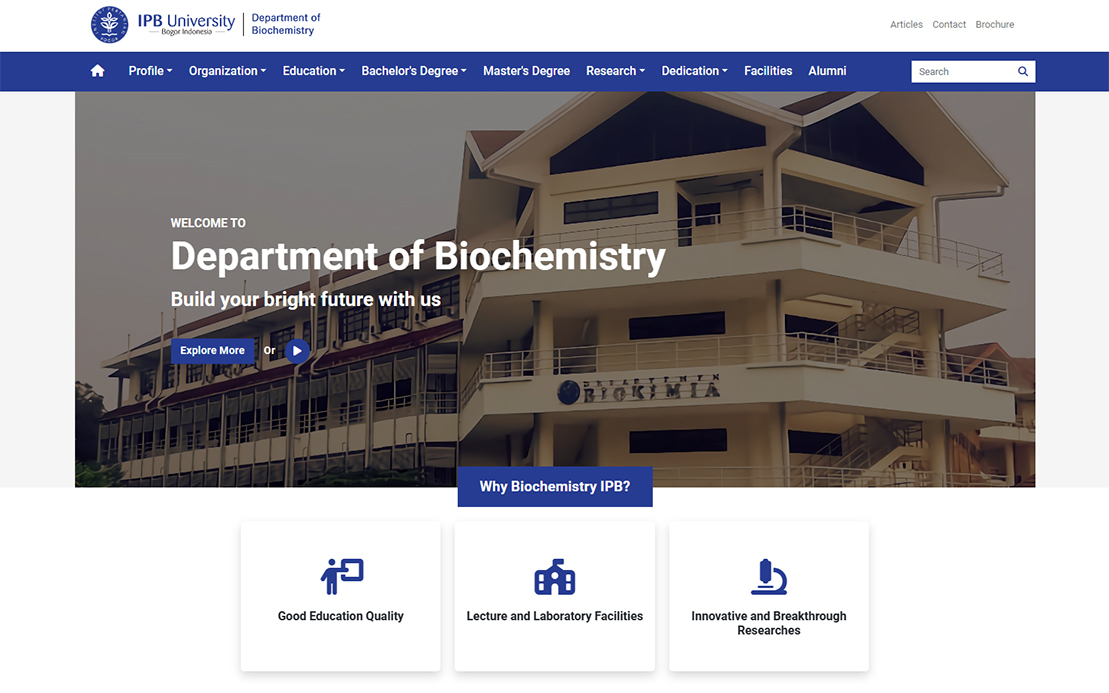 IPB University
Bogor Indonesia
Department of
Biochemistry
Articles Contact Brochure
Profile Organization Education Bachelor's Degree Master's Degree Research Dedication Facilities Alumni
Search
WELCOME TO
Department of Biochemistry
Build your bright future with us
Explore More Or
BIOKIMIA
Why Biochemistry IPB?
Good Education Quality
Lecture and Laboratory Facilities
Innovative and Breakthrough
Researches